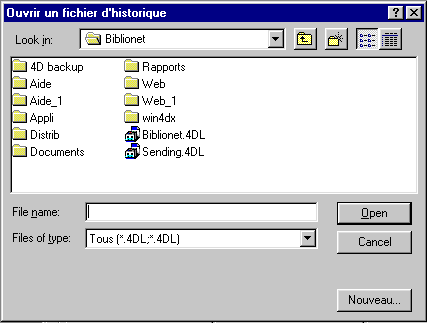 Ouvrir un fichier d'historique
Look in: Biblionet
4D backup Rapports
Aide Web
Aide_1 Web_1
Appli win4dx
Distrib Biblionet.4DL
Documents Sending.4DL
File name: Open
Files of type: Tous (*.4DL;*.4DL) Cancel
Nouveau...